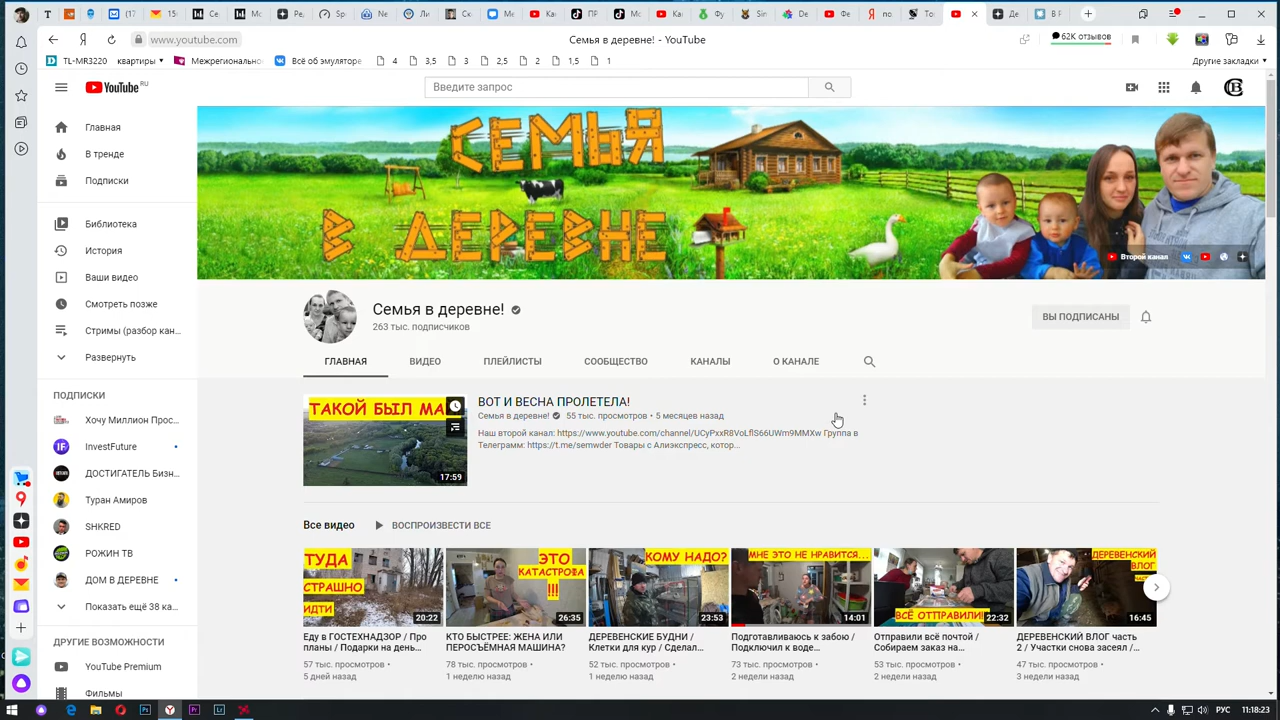 www.youtube.com
Семья в деревне! - YouTube
62K отзывов
TL-MR3220
квартиры
Межрегионально
Всё об эмуляторе
4
3,5
3
2,5
2
1,5
1
Другие закладки
YouTube RU
Введите запрос
Главная
В тренде
Подписки
Библиотека
История
Ваши видео
Смотреть позже
Стримы (разбор кан...
Развернуть
ПОДПИСКИ
Хочу Миллион Прос...
InvestFuture
ДОСТИГАТЕЛЬ Бизн...
Туран Амиров
SHKRED
РОЖИН ТВ
ДОМ В ДЕРЕВНЕ
Показать ещё 38 ка...
ДРУГИЕ ВОЗМОЖНОСТИ
YouTube Premium
Фильмы
СЕМЬЯ
В ДЕРЕВНЕ
Второй канал
Семья в деревне!
263 тыс. подписчиков
ВЫ ПОДПИСАНЫ
ГЛАВНАЯ
ВИДЕО
ПЛЕЙЛИСТЫ
СООБЩЕСТВО
КАНАЛЫ
О КАНАЛЕ
ТАКОЙ БЫЛ МА
17:59
ВОТ И ВЕСНА ПРОЛЕТЕЛА!
Семья в деревне! 55 тыс. просмотров • 5 месяцев назад
Наш второй канал: https://www.youtube.com/channel/UCyPxxR8VoLflS66UWm9MMXw Группа в
Телеграмм: https://t.me/semwder Товары с Алиэкспресс, котор...
Все видео
ВОСПРОИЗВЕСТИ ВСЕ
ТУДА
СТРАШНО
ИДТИ
20:22
Еду в ГОСТЕХНАДЗОР / Про
планы / Подарки на день...
57 тыс. просмотров •
5 дней назад
ЭТО
КАТАСТРОФА
!!!
26:35
КТО БЫСТРЕЕ: ЖЕНА ИЛИ
ПЕРОСЪЁМНАЯ МАШИНА?
78 тыс. просмотров •
1 неделю назад
КОМУ НАДО?
23:53
ДЕРЕВЕНСКИЕ БУДНИ /
Клетки для кур / Сделал...
52 тыс. просмотров •
1 неделю назад
МНЕ ЭТО НЕ НРАВИТСЯ...
14:01
Подготавливаюсь к забою /
Подключил к воде...
73 тыс. просмотров •
2 недели назад
ВСЁ ОТПРАВИЛИ!
22:32
Отправили всё почтой /
Собираем заказ на...
53 тыс. просмотров •
2 недели назад
ДЕРЕВЕНСКИЙ
ВЛОГ
16:45
ДЕРЕВЕНСКИЙ ВЛОГ часть
2 / Участки снова засеял /...
47 тыс. просмотров •
3 недели назад
РУС
11:18:23